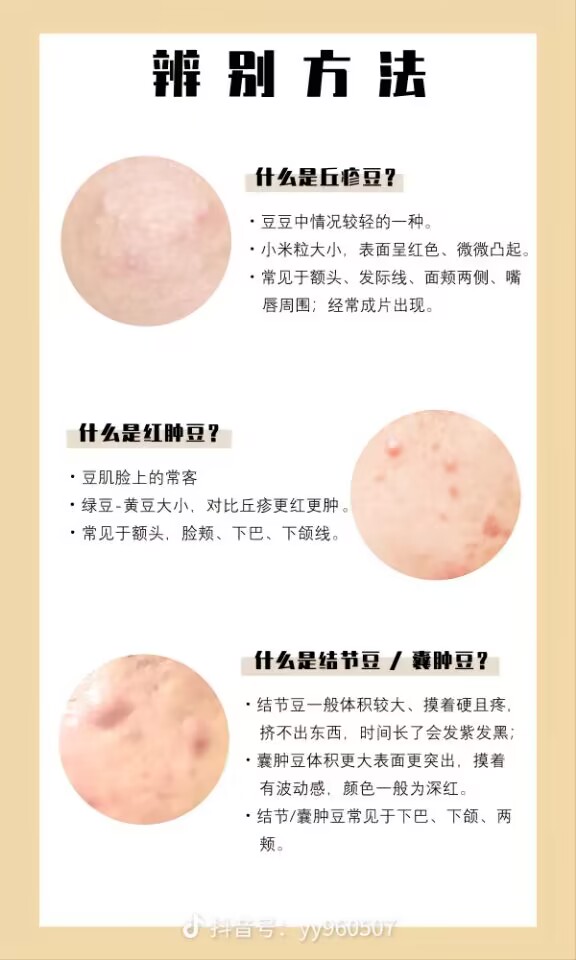 辨别方法
什么是丘疹豆？
·豆豆中情况较轻的一种。
·小米粒大小，表面呈红色、微微凸起。
·常见于额头、发际线、面颊两侧、嘴
唇周围；经常成片出现。
什么是红肿豆？
·豆肌脸上的常客
·绿豆-黄豆大小，对比丘疹更红更肿。
·常见于额头，脸颊、下巴、下颌线。
什么是结节豆 / 囊肿豆？
·结节豆一般体积较大、摸着硬且疼，
挤不出东西，时间长了会发紫发黑；
·囊肿豆体积更大表面更突出，摸着
有波动感，颜色一般为深红。
·结节/囊肿豆常见于下巴、下颌、两
颊。
抖音号：yy960507